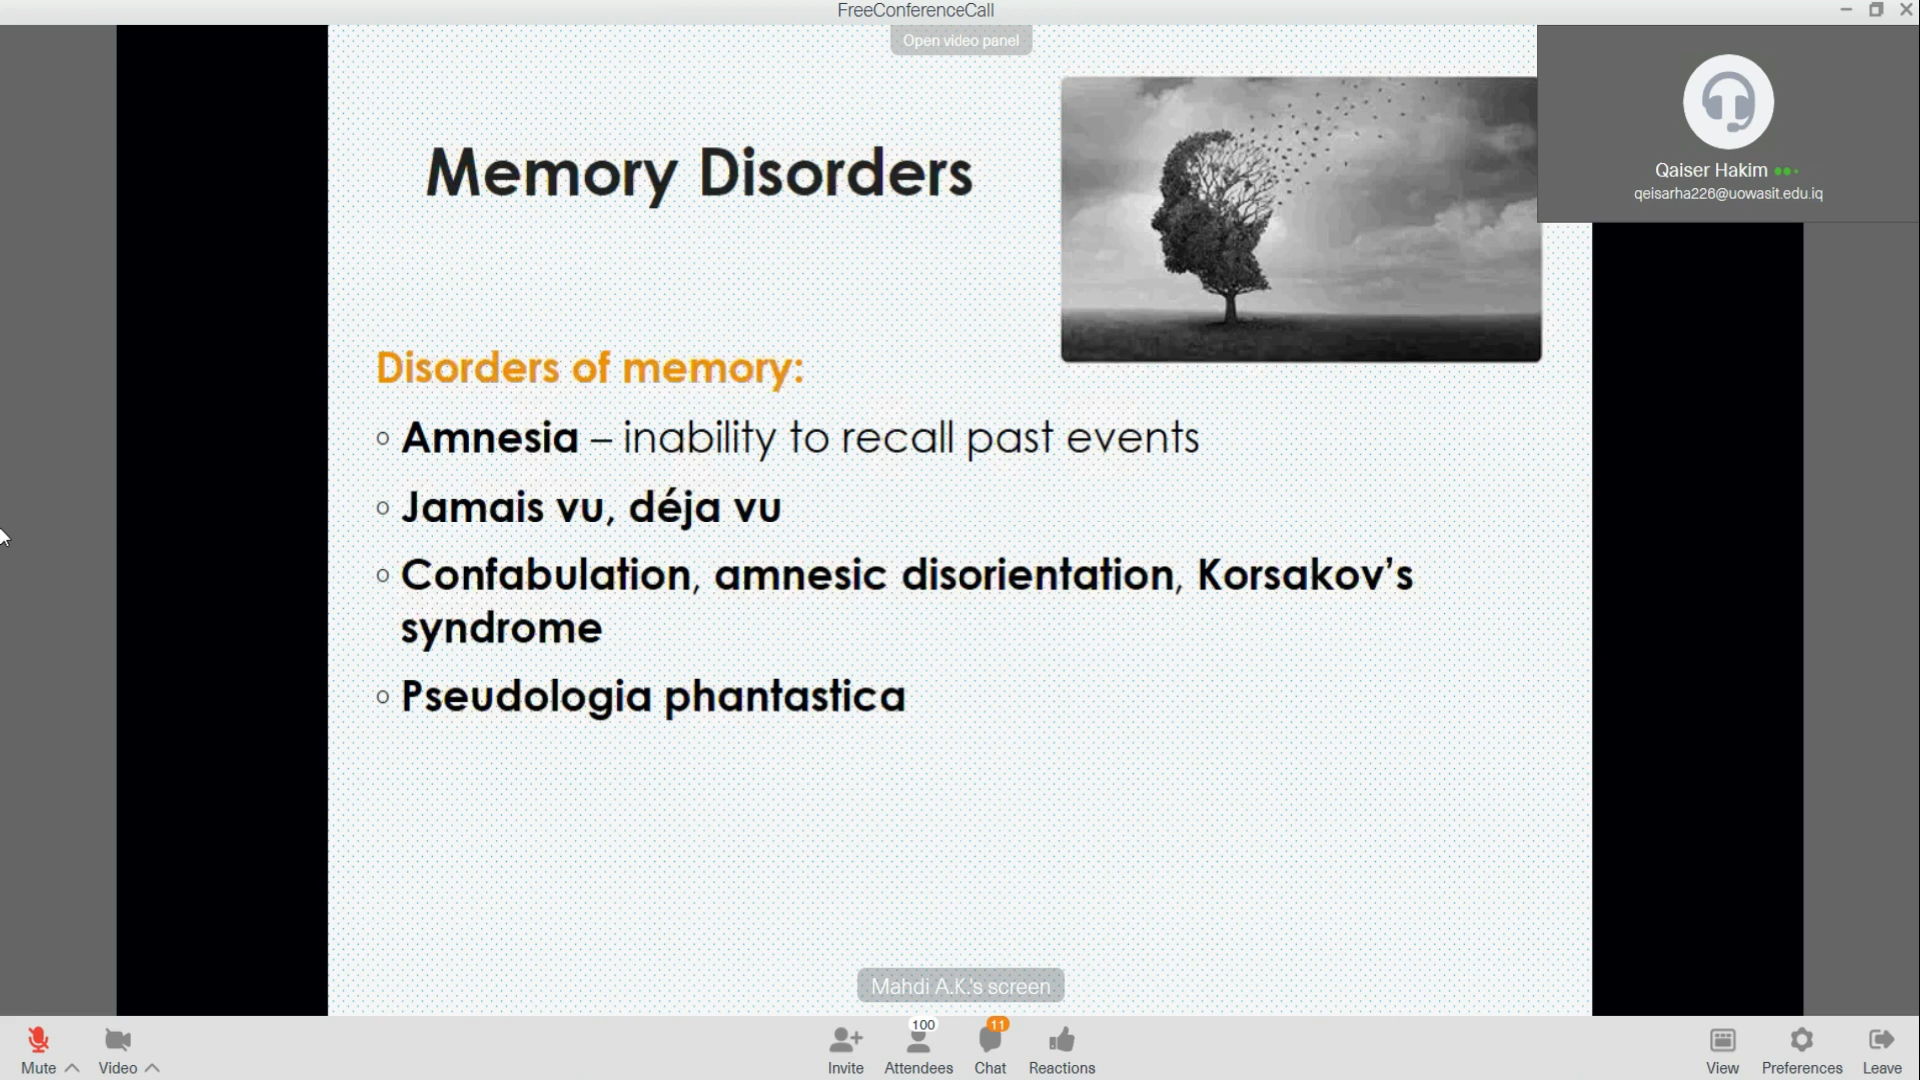 FreeConferenceCall
Open video panel
Qaiser Hakim
qeisarha226@uowasit.edu.iq
Memory Disorders
Disorders of memory:
Amnesia – inability to recall past events
Jamais vu, déja vu
Confabulation, amnesic disorientation, Korsakov’s
syndrome
Pseudologia phantastica
Mahdi A.K.'s screen
100
11
Mute
Video
Invite
Attendees
Chat
Reactions
View
Preferences
Leave